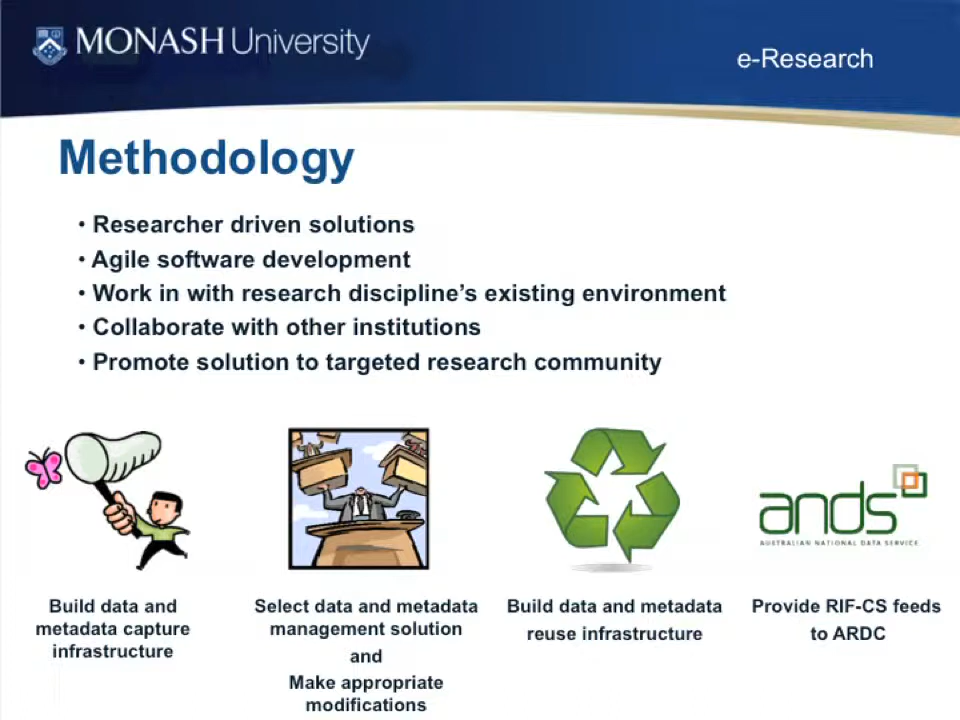 MONASH University
e-Research
Methodology
• Researcher driven solutions
• Agile software development
• Work in with research discipline’s existing environment
• Collaborate with other institutions
• Promote solution to targeted research community
ands
AUSTRALIAN NATIONAL DATA SERVICE
Build data and
metadata capture
infrastructure
Select data and metadata
management solution
and
Make appropriate
modifications
Build data and metadata
reuse infrastructure
Provide RIF-CS feeds
to ARDC